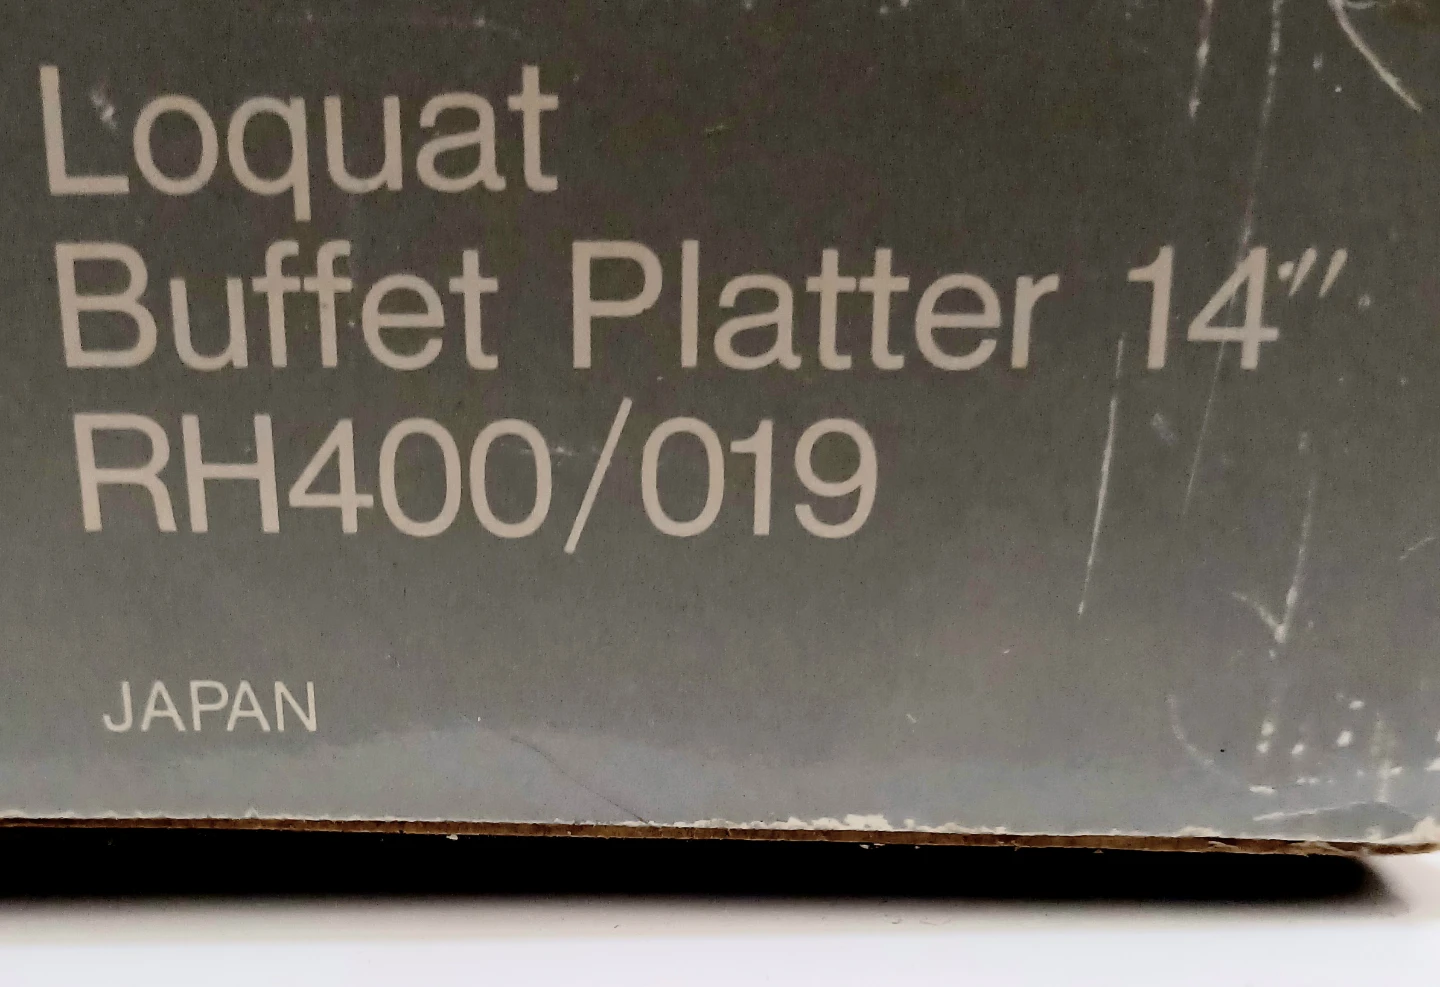 Loquat
Buffet Platter 14"
RH400/019
JAPAN